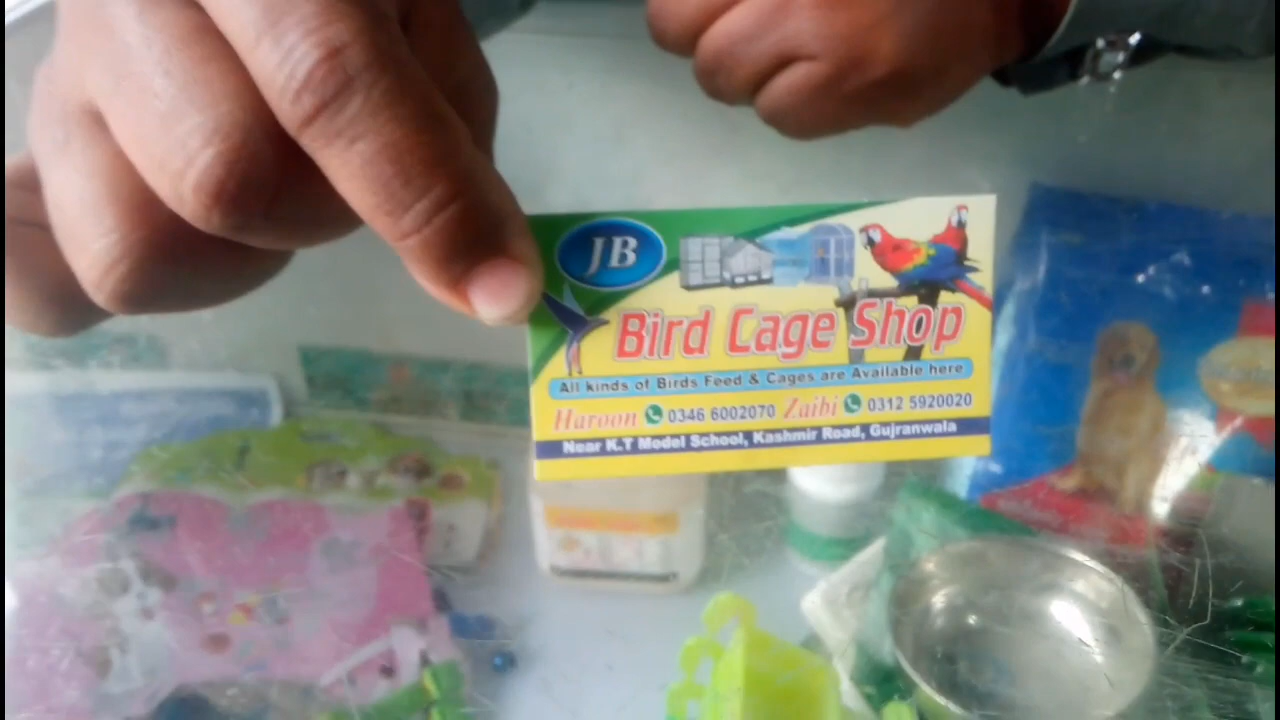 JB
Bird Cage Shop
All kinds of Birds Feed & Cages are Available here
Haroon 0346 6002070 Zaibi 0312 5920020
Near K.T Model School, Kashmir Road, Gujranwala